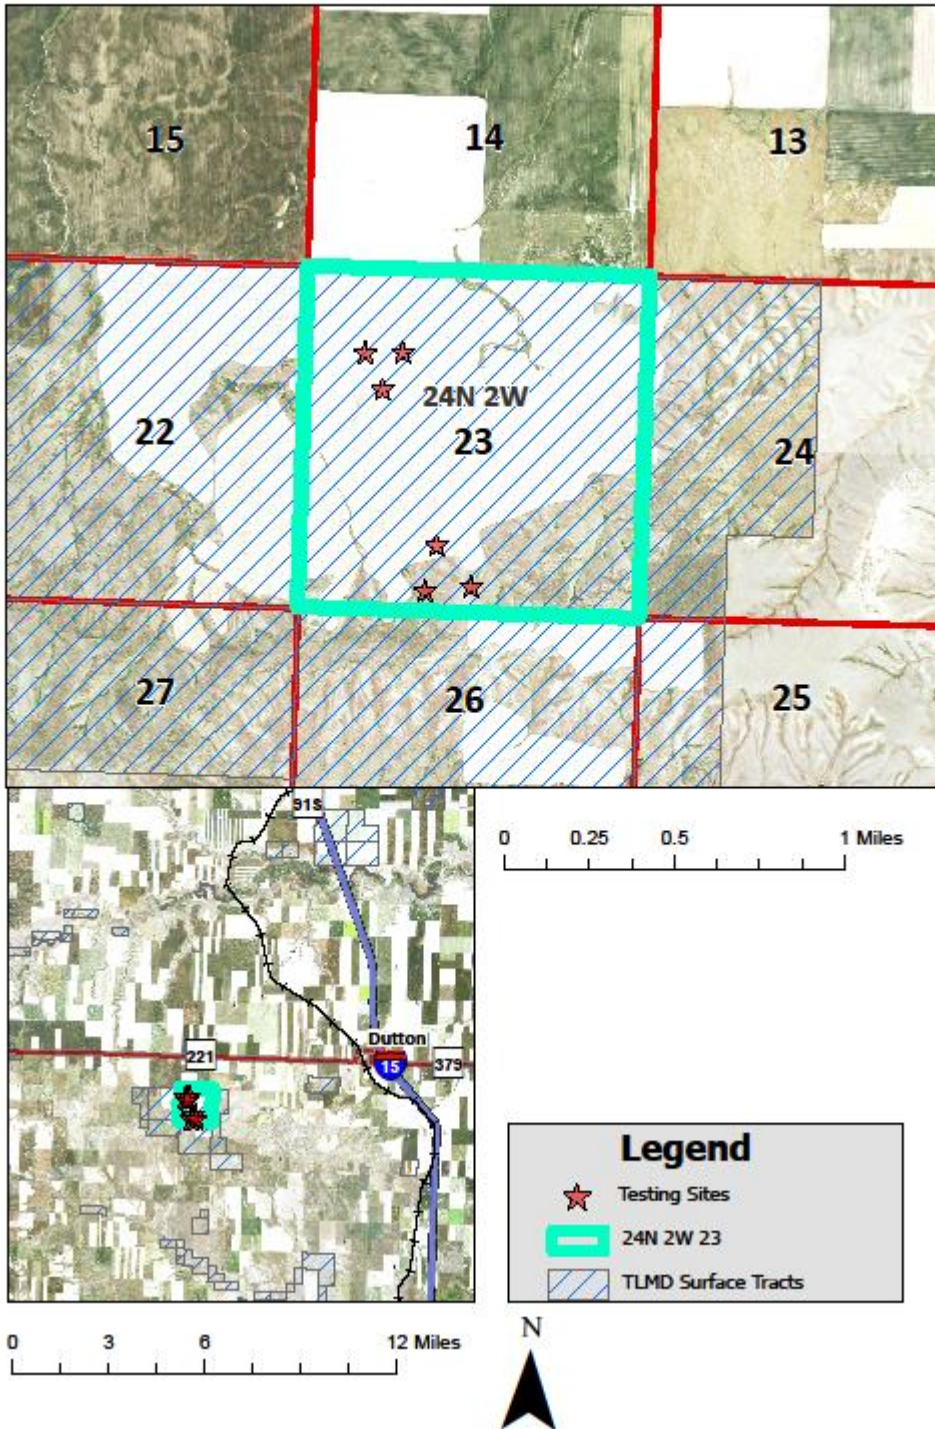 15
14
13
24N 2W
22
23
24
27
26
25
91S
0 0.25 0.5 1 Miles
Dutton
221
15
379
Legend
Testing Sites
24N 2W 23
TLMD Surface Tracts
0 3 6 12 Miles
N